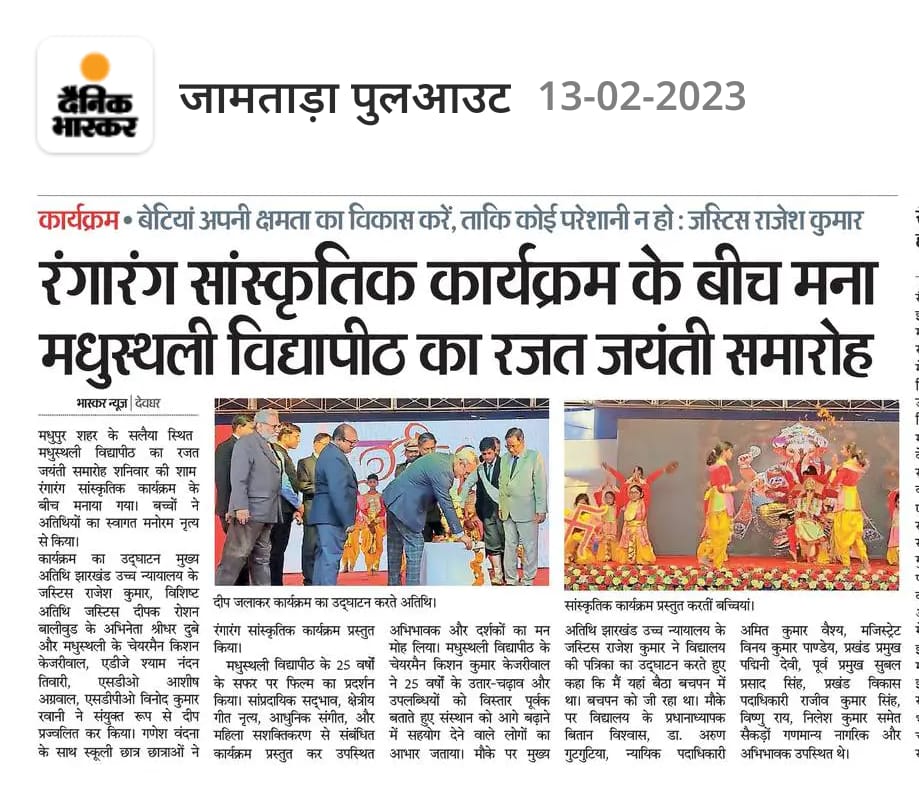 दैनिक
भास्कर
जामताड़ा पुलआउट 13-02-2023
कार्यक्रम • बेटियां अपनी क्षमता का विकास करें, ताकि कोई परेशानी न हो : जस्टिस राजेश कुमार
रंगारंग सांस्कृतिक कार्यक्रम के बीच मना
मधुस्थली विद्यापीठ का रजत जयंती समारोह
भास्कर न्यूज | देवघर
मधुपुर शहर के सलैया स्थित
मधुस्थली विद्यापीठ का रजत
जयंती समारोह शनिवार की शाम
रंगारंग सांस्कृतिक कार्यक्रम के
बीच मनाया गया। बच्चों ने
अतिथियों का स्वागत मनोरम नृत्य
से किया।
कार्यक्रम का उद्घाटन मुख्य
अतिथि झारखंड उच्च न्यायालय के
जस्टिस राजेश कुमार, विशिष्ट
अतिथि जस्टिस दीपक रोशन
बालीवुड के अभिनेता श्रीधर दुबे
और मधुस्थली के चेयरमैन किशन
केजरीवाल, एडीजे श्याम नंदन
तिवारी, एसडीओ आशीष
अग्रवाल, एसडीपीओ विनोद कुमार
रवानी ने संयुक्त रूप से दीप
प्रज्वलित कर किया। गणेश वंदना
के साथ स्कूली छात्र छात्राओं ने
दीप जलाकर कार्यक्रम का उद्घाटन करते अतिथि।
सांस्कृतिक कार्यक्रम प्रस्तुत करतीं बच्चियां।
रंगारंग सांस्कृतिक कार्यक्रम प्रस्तुत
किया।
मधुस्थली विद्यापीठ के 25 वर्षों
के सफर पर फिल्म का प्रदर्शन
किया। सांप्रदायिक सद्भाव, क्षेत्रीय
गीत नृत्य, आधुनिक संगीत, और
महिला सशक्तिकरण से संबंधित
कार्यक्रम प्रस्तुत कर उपस्थित
अभिभावक और दर्शकों का मन
मोह लिया। मधुस्थली विद्यापीठ के
चेयरमैन किशन कुमार केजरीवाल
ने 25 वर्षों के उतार-चढ़ाव और
उपलब्धियों को विस्तार पूर्वक
बताते हुए संस्थान को आगे बढ़ाने
में सहयोग देने वाले लोगों का
आभार जताया। मौके पर मुख्य
अतिथि झारखंड उच्च न्यायालय के
जस्टिस राजेश कुमार ने विद्यालय
की पत्रिका का उद्घाटन करते हुए
कहा कि मैं यहां बैठा बचपन में
था। बचपन को जी रहा था। मौके
पर विद्यालय के प्रधानाध्यापक
बितान विश्वास, डा. अरुण
गुटगुटिया, न्यायिक पदाधिकारी
अमित कुमार वैश्य, मजिस्ट्रेट
विनय कुमार पाण्डेय, प्रखंड प्रमुख
पद्मिनी देवी, पूर्व प्रमुख सुबल
प्रसाद सिंह, प्रखंड विकास
पदाधिकारी राजीव कुमार सिंह,
विष्णु राय, निलेश कुमार समेत
सैकड़ों गणमान्य नागरिक और
अभिभावक उपस्थित थे।